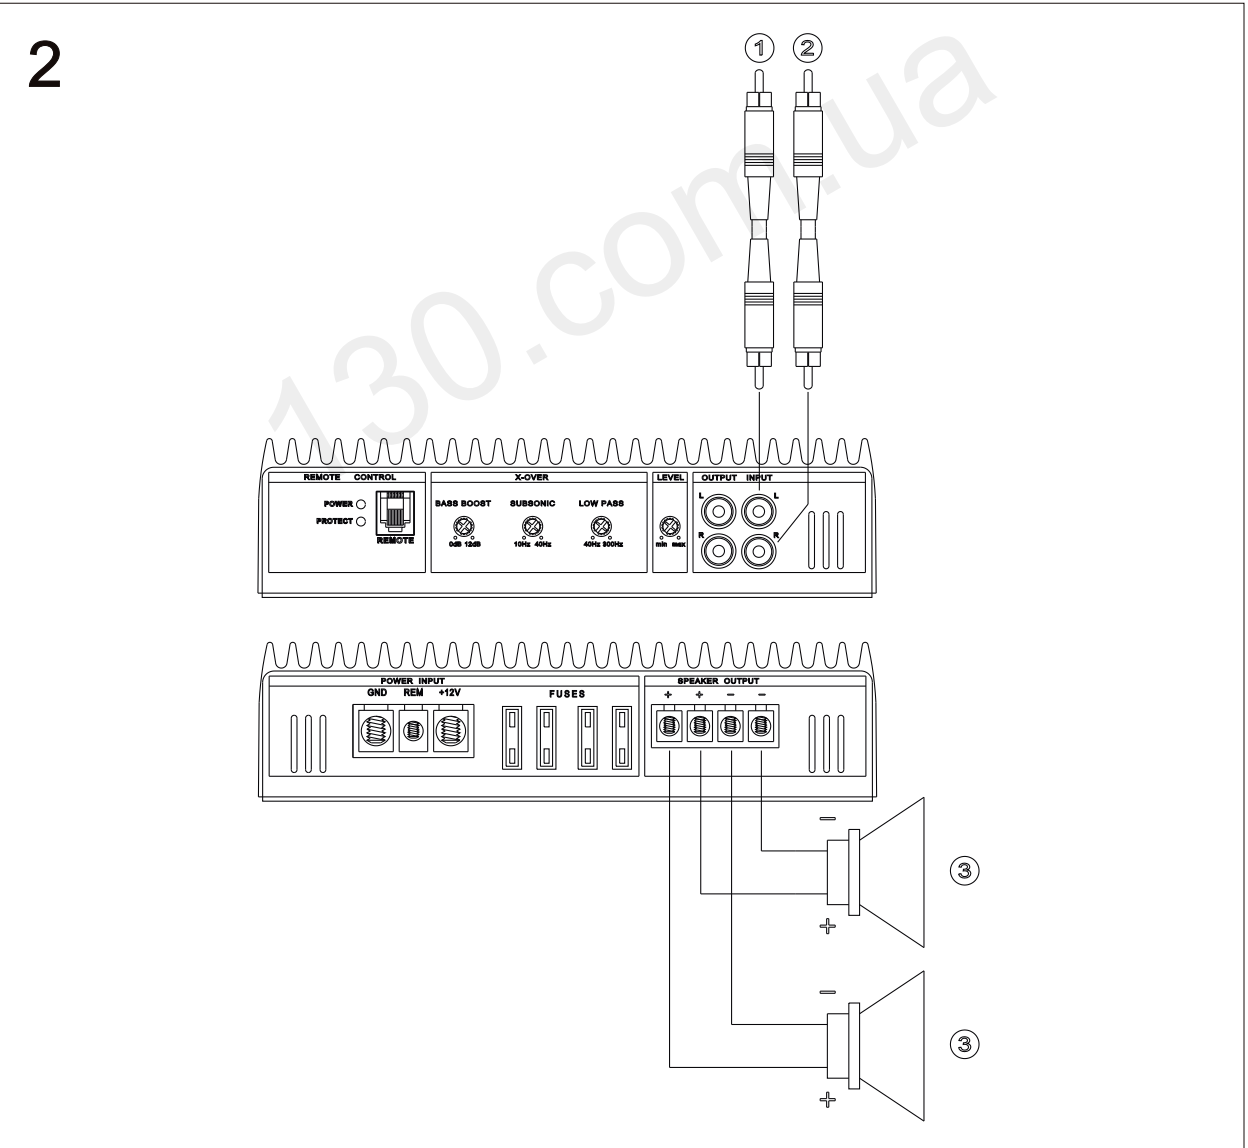 2
1 2
130.com.ua
REMOTE CONTROL X-OVER LEVEL OUTPUT INPUT
L L
POWER BASS BOOST SUBSONIC LOW PASS
PROTECT
R R
REMOTE 0dB 12dB 10Hz 40Hz 40Hz 300Hz min max
POWER INPUT SPEAKER OUTPUT
GND REM +12V FUSES + + − −
−
3
+
−
3
+